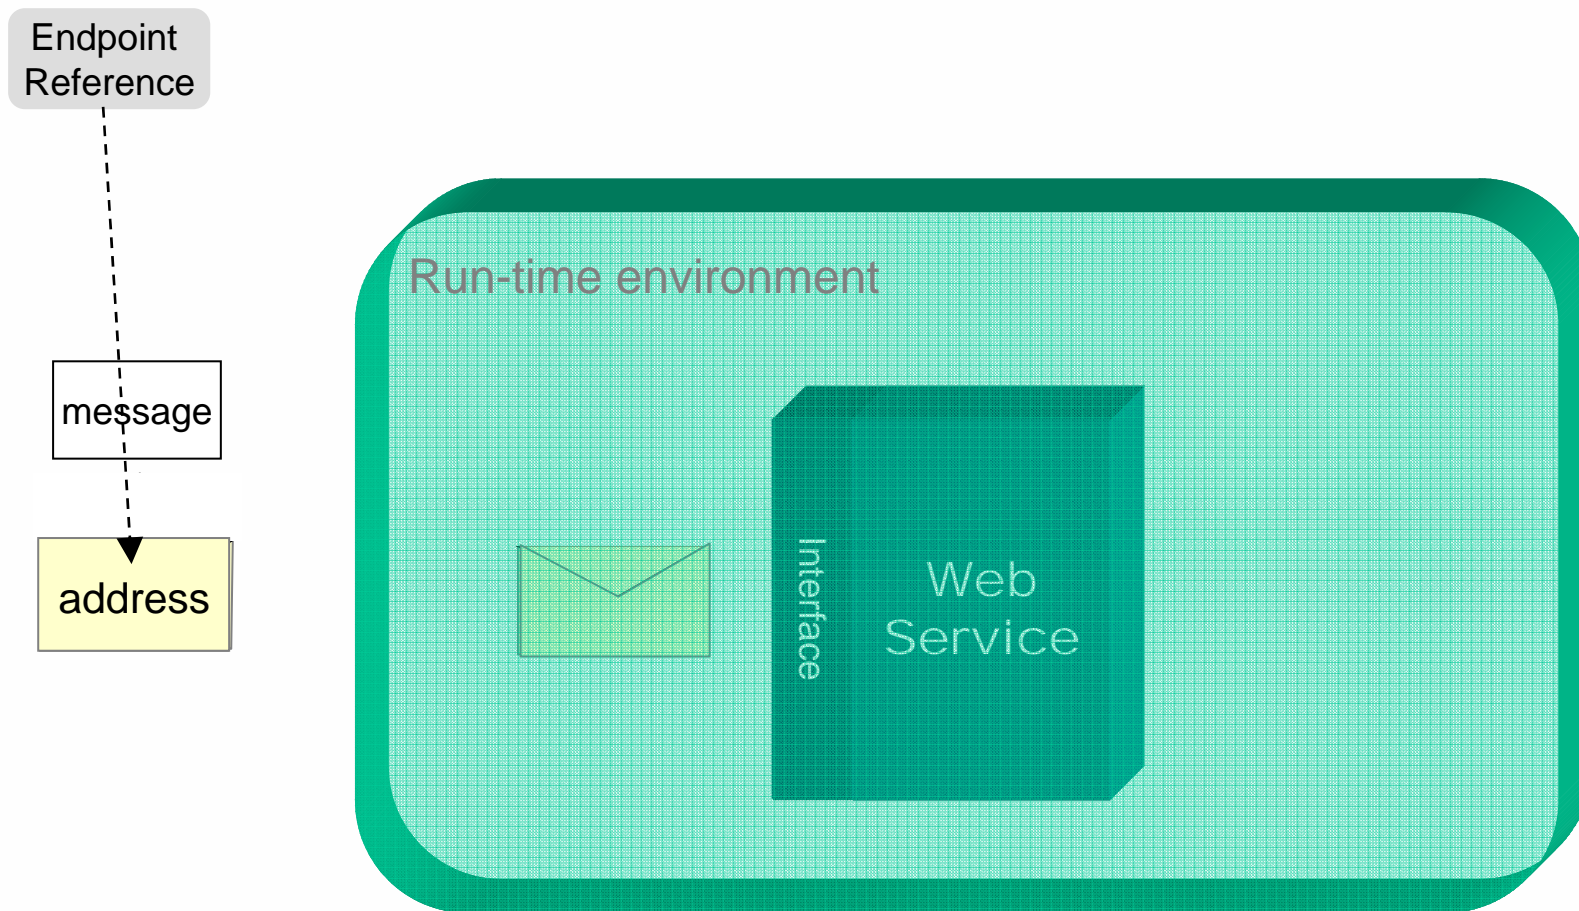 Endpoint
Reference
Run-time environment
message
address
Interface
Web
Service